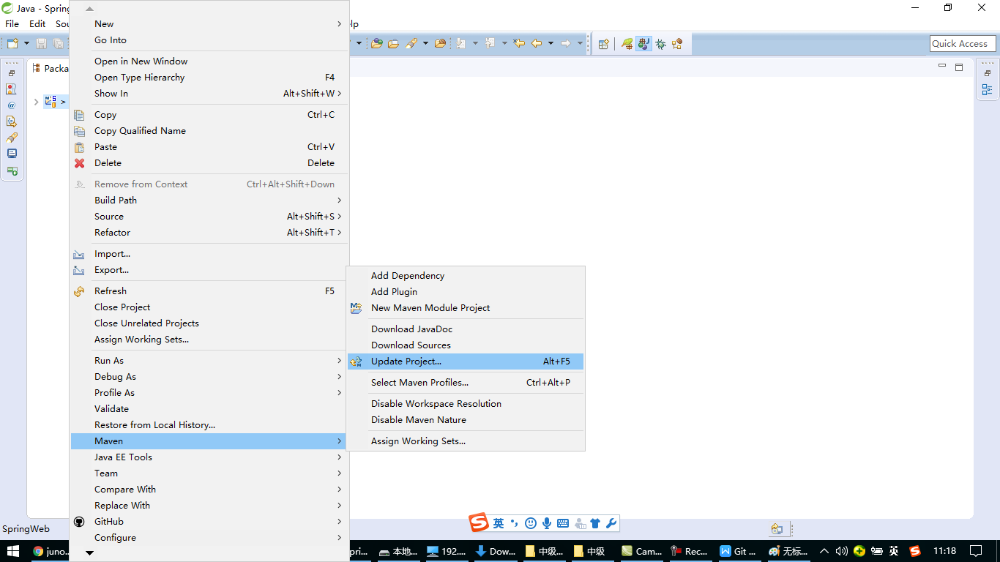 Java - Spring
File Edit Sou
elp
Quick Access
Packa
>
New
Go Into
Open in New Window
Open Type Hierarchy F4
Show In Alt+Shift+W
Copy Ctrl+C
Copy Qualified Name
Paste Ctrl+V
Delete Delete
Remove from Context Ctrl+Alt+Shift+Down
Build Path
Source Alt+Shift+S
Refactor Alt+Shift+T
Import...
Export...
Refresh F5
Close Project
Close Unrelated Projects
Assign Working Sets...
Run As
Debug As
Profile As
Validate
Restore from Local History...
Maven
Java EE Tools
Team
Compare With
Replace With
GitHub
Configure
Add Dependency
Add Plugin
New Maven Module Project
Download JavaDoc
Download Sources
Update Project... Alt+F5
Select Maven Profiles... Ctrl+Alt+P
Disable Workspace Resolution
Disable Maven Nature
Assign Working Sets...
英
SpringWeb
juno... pri... 本地... 192.... Dow... 中级... 中级 Cam... Rec... Git ... 无标... 英 11:18